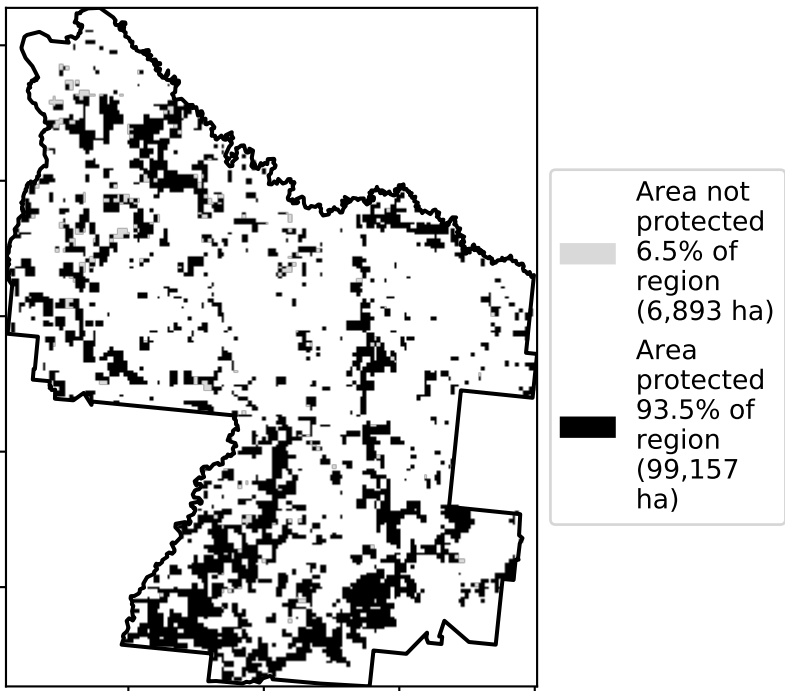 Area not
protected
6.5% of
region
(6,893 ha)
Area
protected
93.5% of
region
(99,157
ha)